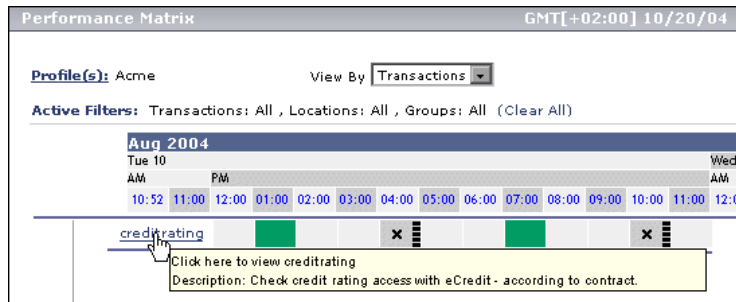 Performance Matrix GMT[+02:00] 10/20/04
Profile(s): Acme View By Transactions
Active Filters: Transactions: All , Locations: All , Groups: All (Clear All)
Aug 2004
Tue 10 Wed
AM PM AM
10:52 11:00 12:00 01:00 02:00 03:00 04:00 05:00 06:00 07:00 08:00 09:00 10:00 11:00 12:0
creditrating x x
Click here to view creditrating
Description: Check credit rating access with eCredit - according to contract.